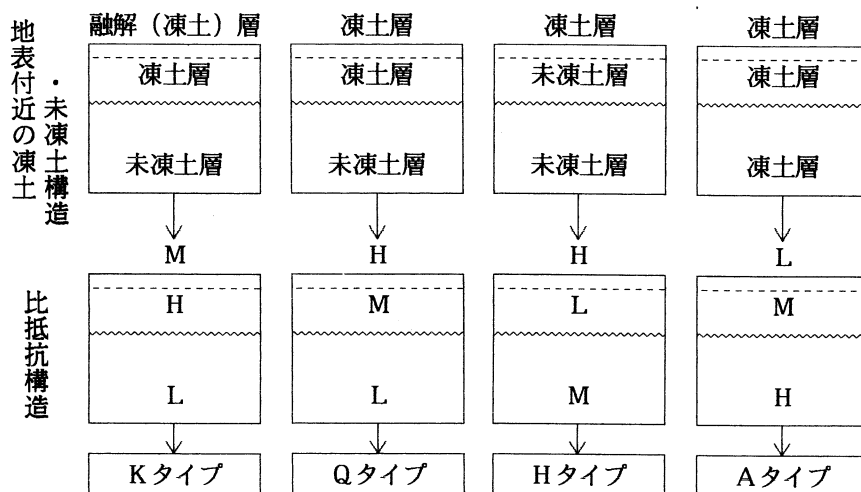 地表付近の凍土
・未凍土構造
融解(凍土)層
凍土層
未凍土層
凍土層
凍土層
未凍土層
凍土層
未凍土層
未凍土層
凍土層
凍土層
凍土層
比抵抗構造
M
H
L
Kタイプ
H
M
L
Qタイプ
H
L
M
Hタイプ
L
M
H
Aタイプ